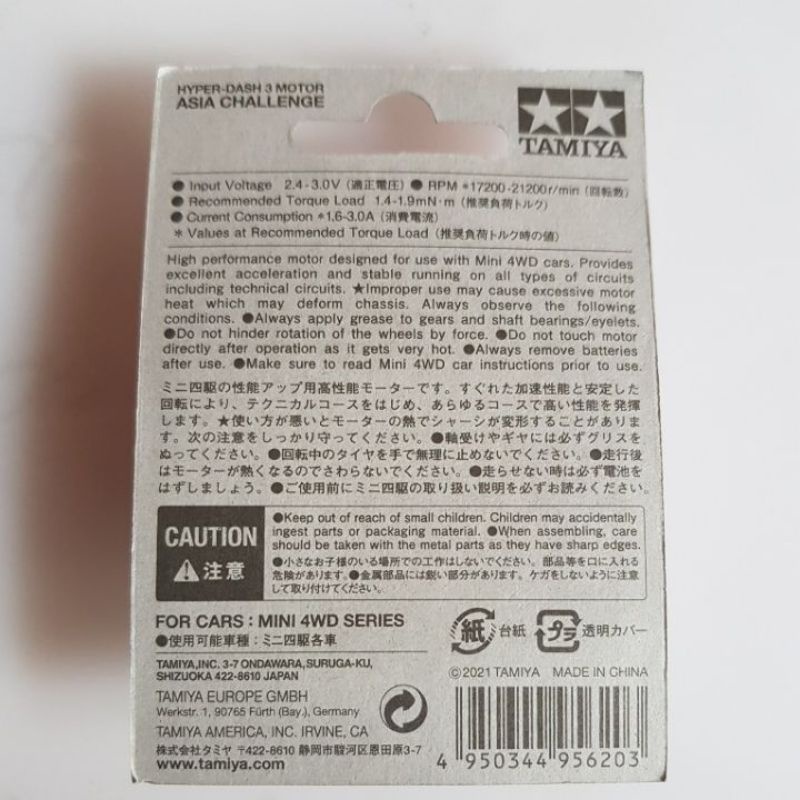 HYPER-DASH 3 MOTOR
ASIA CHALLENGE
TAMIYA
● Input Voltage 2.4-3.0V (適正電圧) ● RPM *17200-21200r/min (回転数)
● Recommended Torque Load 1.4-1.9mN·m (推奨負荷トルク)
● Current Consumption *1.6-3.0A (消費電流)
* Values at Recommended Torque Load (推奨負荷トルク時の値)
High performance motor designed for use with Mini 4WD cars. Provides
excellent acceleration and stable running on all types of circuits
including technical circuits. ★Improper use may cause excessive motor
heat which may deform chassis. Always observe the following
conditions. ●Always apply grease to gears and shaft bearings/eyelets.
●Do not hinder rotation of the wheels by force. ●Do not touch motor
directly after operation as it gets very hot. ●Always remove batteries
after use. ●Make sure to read Mini 4WD car instructions prior to use.
ミニ四駆の性能アップ用高性能モーターです。すぐれた加速性能と安定した
回転により、テクニカルコースをはじめ、あらゆるコースで高い性能を発揮
します。★使い方が悪いとモーターの熱でシャーシが変形することがありま
す。次の注意をしっかり守ってください。●軸受けやギヤには必ずグリスを
ぬってください。●回転中のタイヤを手で無理に止めないでください。●走行後
はモーターが熱くなるのでさわらないでください。●走らせない時は必ず電池を
はずしましょう。●ご使用前にミニ四駆の取り扱い説明を必ずお読みください。
CAUTION
注意
●Keep out of reach of small children. Children may accidentally
ingest parts or packaging material. ●When assembling, care
should be taken with the metal parts as they have sharp edges.
●小さなお子様のいる場所での工作はしないでください。部品等を口に入れる
危険があります。●金属部品には鋭い部分があります。ケガをしないように注意
して取り付けてください。
FOR CARS : MINI 4WD SERIES
●使用可能車種：ミニ四駆各車
紙 台紙 プラ 透明カバー
TAMIYA,INC. 3-7 ONDAWARA,SURUGA-KU,
SHIZUOKA 422-8610 JAPAN
©2021 TAMIYA MADE IN CHINA
TAMIYA EUROPE GMBH
Werkstr. 1, 90765 Fürth (Bay.), Germany
TAMIYA AMERICA, INC. IRVINE, CA
株式会社タミヤ 〒422-8610 静岡市駿河区恩田原3-7
www.tamiya.com
4 950344 956203